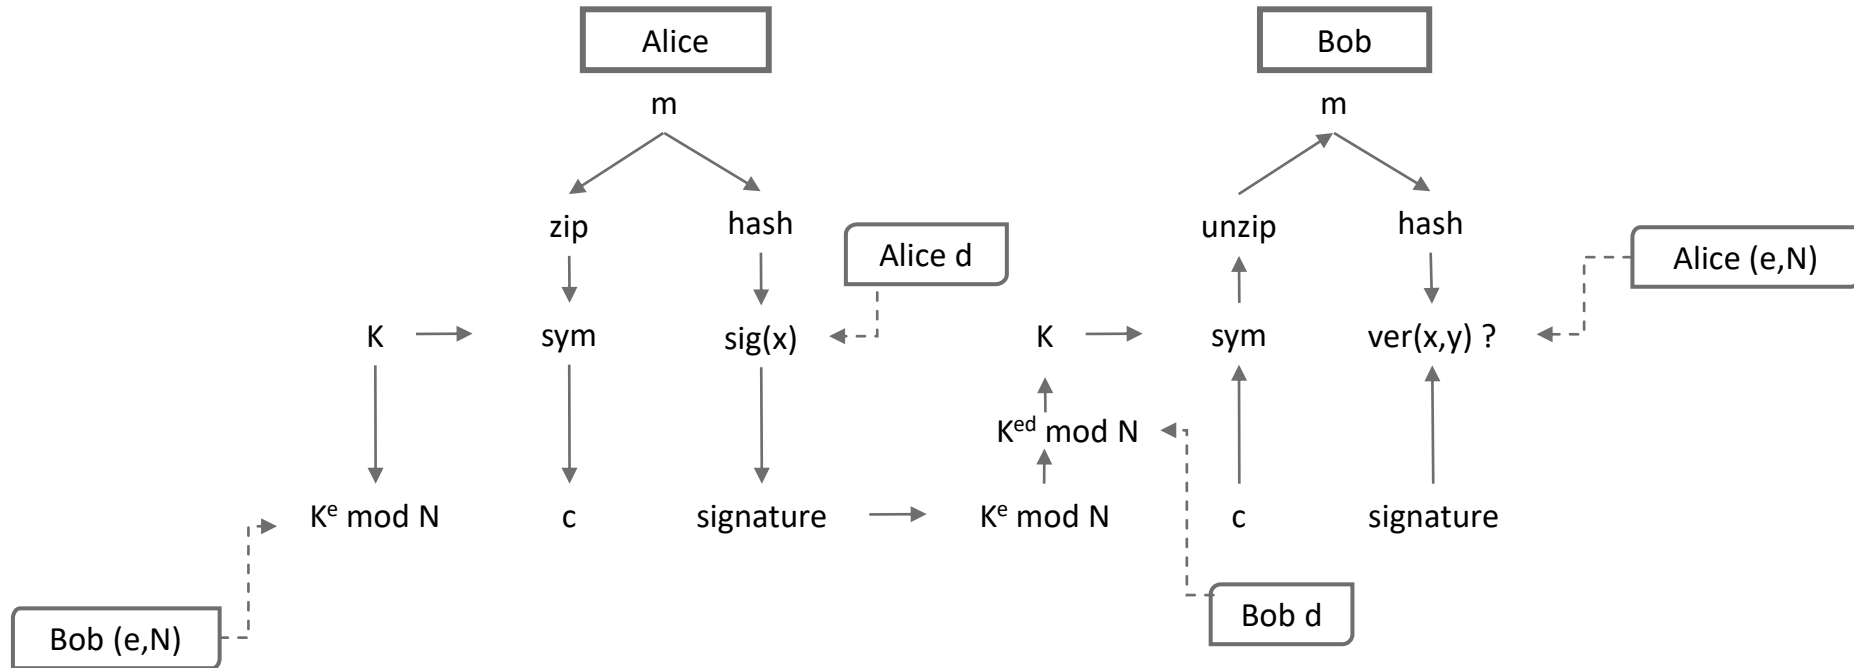 Alice
Bob
m
m
zip
hash
unzip
hash
Alice d
Alice (e,N)
K
sym
sig(x)
K
sym
ver(x,y) ?
Kᵉᵈ mod N
Kᵉ mod N
c
signature
Kᵉ mod N
c
signature
Bob d
Bob (e,N)